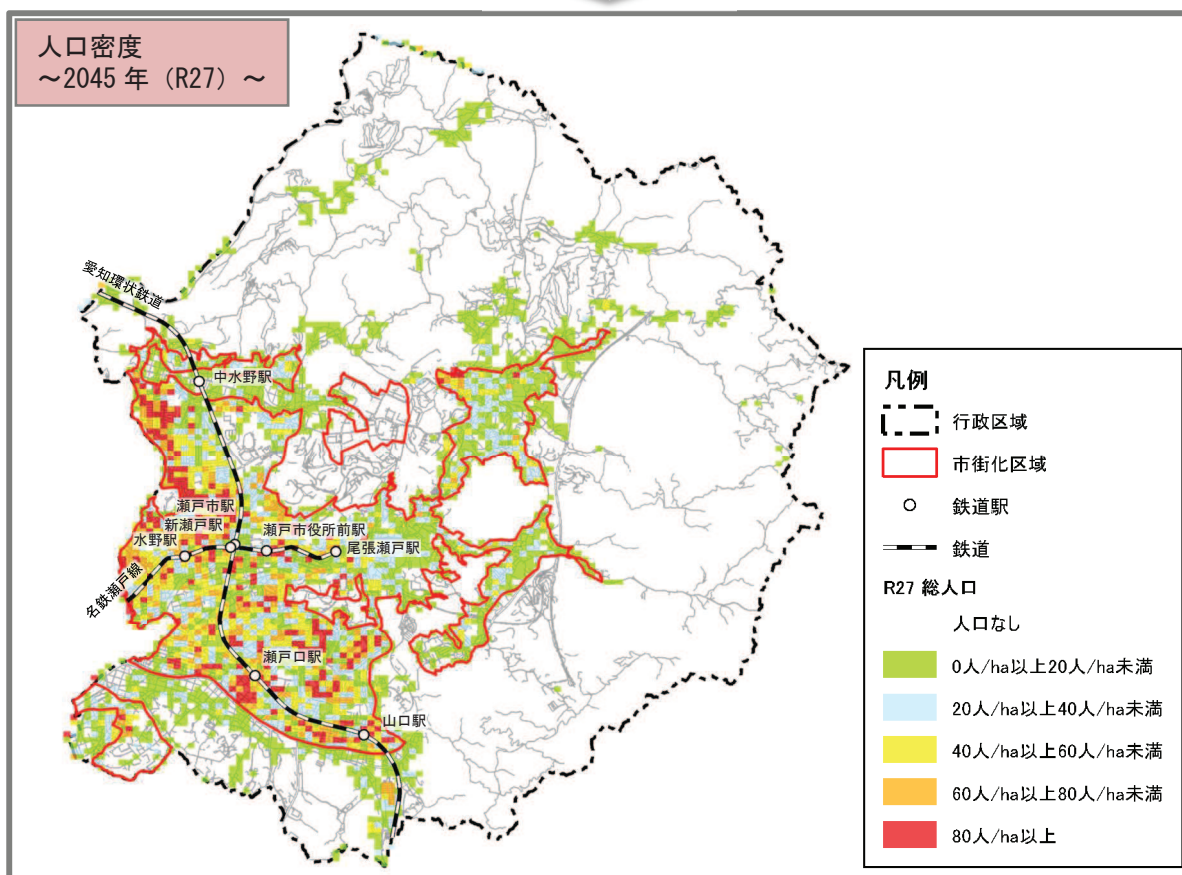 人口密度
～2045年（R27）～
愛知環状鉄道
中水野駅
瀬戸市駅
新瀬戸駅
瀬戸市役所前駅
水野駅
尾張瀬戸駅
名鉄瀬戸線
瀬戸口駅
山口駅
凡例
行政区域
市街化区域
鉄道駅
鉄道
R27 総人口
人口なし
0人/ha以上20人/ha未満
20人/ha以上40人/ha未満
40人/ha以上60人/ha未満
60人/ha以上80人/ha未満
80人/ha以上